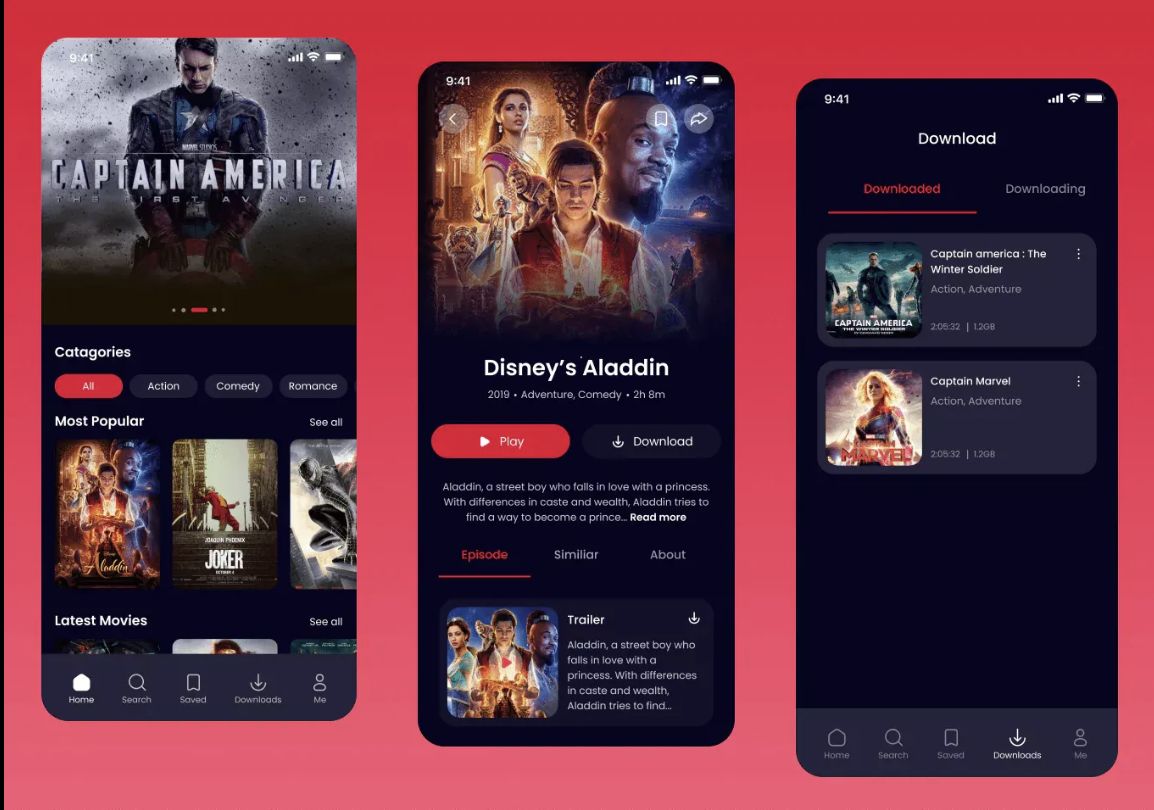 9:41
MARVEL STUDIOS
CAPTAIN AMERICA
THE FIRST AVENGER
Catagories
All Action Comedy Romance
Most Popular See all
Disney
Aladdin
JOAQUIN PHOENIX
JOKER
OCTOBER 4
Latest Movies See all
Home Search Saved Downloads Me
9:41
Disney's Aladdin
2019 • Adventure, Comedy • 2h 8m
Play Download
Aladdin, a street boy who falls in love with a princess.
With differences in caste and wealth, Aladdin tries to
find a way to become a prince... Read more
Episode Similiar About
Trailer
Aladdin, a street boy who
falls in love with a
princess. With differences
in caste and wealth,
Aladdin tries to find...
9:41
Download
Downloaded Downloading
Captain america : The
Winter Soldier
Action, Adventure
2:05:32 | 1.2GB
CAPTAIN AMERICA
THE WINTER SOLDIER
Captain Marvel
Action, Adventure
2:05:32 | 1.2GB
MARVEL
Home Search Saved Downloads Me